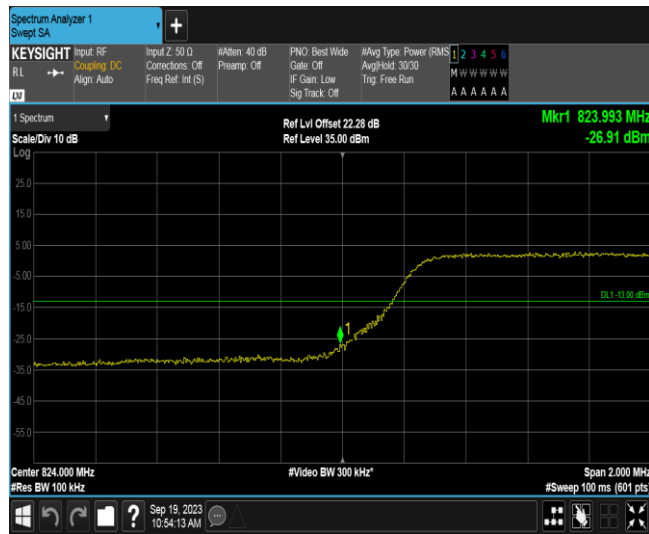 Spectrum Analyzer 1
Swept SA
+
KEYSIGHT
RL
LXI
Input: RF
Coupling: DC
Align: Auto
Input Z: 50 Ω
Corrections: Off
Freq Ref: Int (S)
#Atten: 40 dB
Preamp: Off
PNO: Best Wide
Gate: Off
IF Gain: Low
Sig Track: Off
#Avg Type: Power (RMS
Avg|Hold: 30/30
Trig: Free Run
1 2 3 4 5 6
M W W W W W
A A A A A A
1 Spectrum
Scale/Div 10 dB
Ref Lvl Offset 22.28 dB
Ref Level 35.00 dBm
Mkr1 823.993 MHz
-26.91 dBm
Log
25.0
15.0
5.00
-5.00
DL1 -13.00 dBm
-15.0
1
-25.0
-35.0
-45.0
-55.0
Center 824.000 MHz
#Video BW 300 kHz*
Span 2.000 MHz
#Res BW 100 kHz
#Sweep 100 ms (601 pts
?
Sep 19, 2023
10:54:13 AM